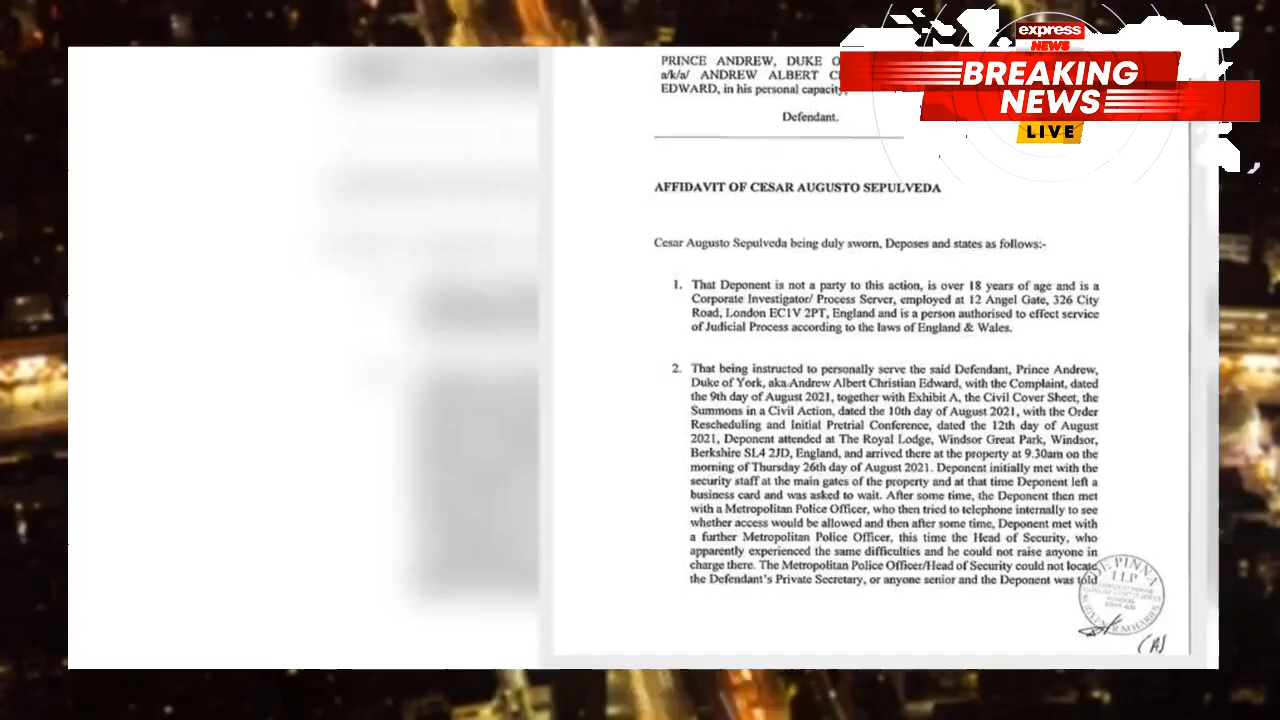 express
NEWS
BREAKING
NEWS
LIVE
PRINCE ANDREW, DUKE O
a/k/a/ ANDREW ALBERT C
EDWARD, in his personal capacity,
Defendant.
AFFIDAVIT OF CESAR AUGUSTO SEPULVEDA
Cesar Augusto Sepulveda being duly sworn, Deposes and states as follows:-
1. That Deponent is not a party to this action, is over 18 years of age and is a
Corporate Investigator/ Process Server, employed at 12 Angel Gate, 326 City
Road, London EC1V 2PT, England and is a person authorised to effect service
of Judicial Process according to the laws of England & Wales.
2. That being instructed to personally serve the said Defendant, Prince Andrew,
Duke of York, aka Andrew Albert Christian Edward, with the Complaint, dated
the 9th day of August 2021, together with Exhibit A, the Civil Cover Sheet, the
Summons in a Civil Action, dated the 10th day of August 2021, with the Order
Rescheduling and Initial Pretrial Conference, dated the 12th day of August
2021, Deponent attended at The Royal Lodge, Windsor Great Park, Windsor,
Berkshire SL4 2JD, England, and arrived there at the property at 9.30am on the
morning of Thursday 26th day of August 2021. Deponent initially met with the
security staff at the main gates of the property and at that time Deponent left a
business card and was asked to wait. After some time, the Deponent then met
with a Metropolitan Police Officer, who then tried to telephone internally to see
whether access would be allowed and then after some time, Deponent met with
a further Metropolitan Police Officer, this time the Head of Security, who
apparently experienced the same difficulties and he could not raise anyone in
charge there. The Metropolitan Police Officer/Head of Security could not locate
the Defendant's Private Secretary, or anyone senior and the Deponent was told
PINNA
LLP